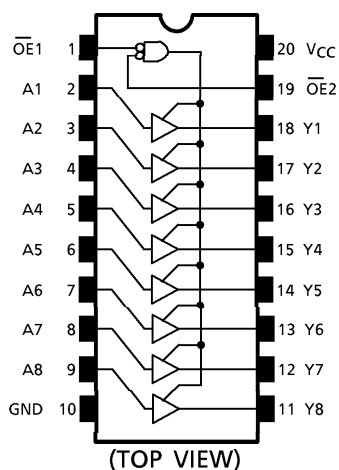 O̅E̅1 1 20 VCC
A1 2 19 O̅E̅2
A2 3 18 Y1
A3 4 17 Y2
A4 5 16 Y3
A5 6 15 Y4
A6 7 14 Y5
A7 8 13 Y6
A8 9 12 Y7
GND 10 11 Y8
(TOP VIEW)